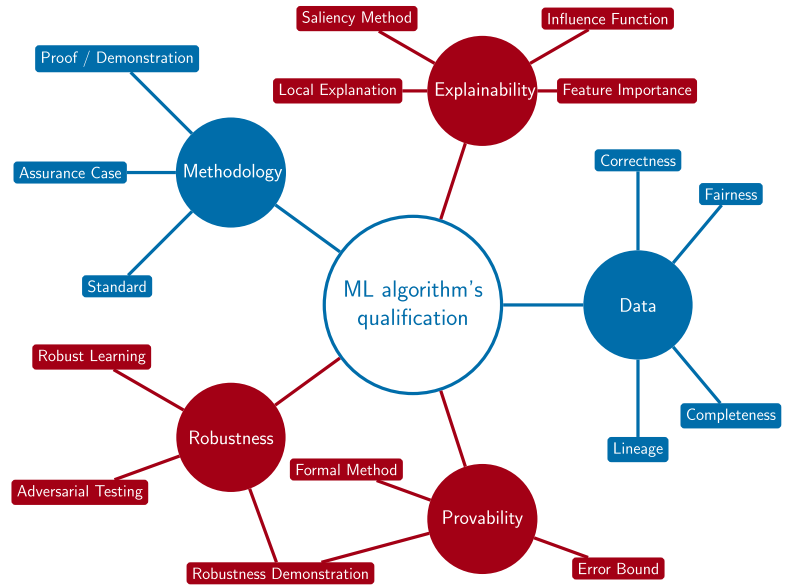 Saliency Method
Influence Function
Proof / Demonstration
Local Explanation
Explainability
Feature Importance
Correctness
Assurance Case
Methodology
Fairness
Standard
ML algorithm's
qualification
Data
Robust Learning
Completeness
Robustness
Lineage
Formal Method
Adversarial Testing
Provability
Robustness Demonstration
Error Bound